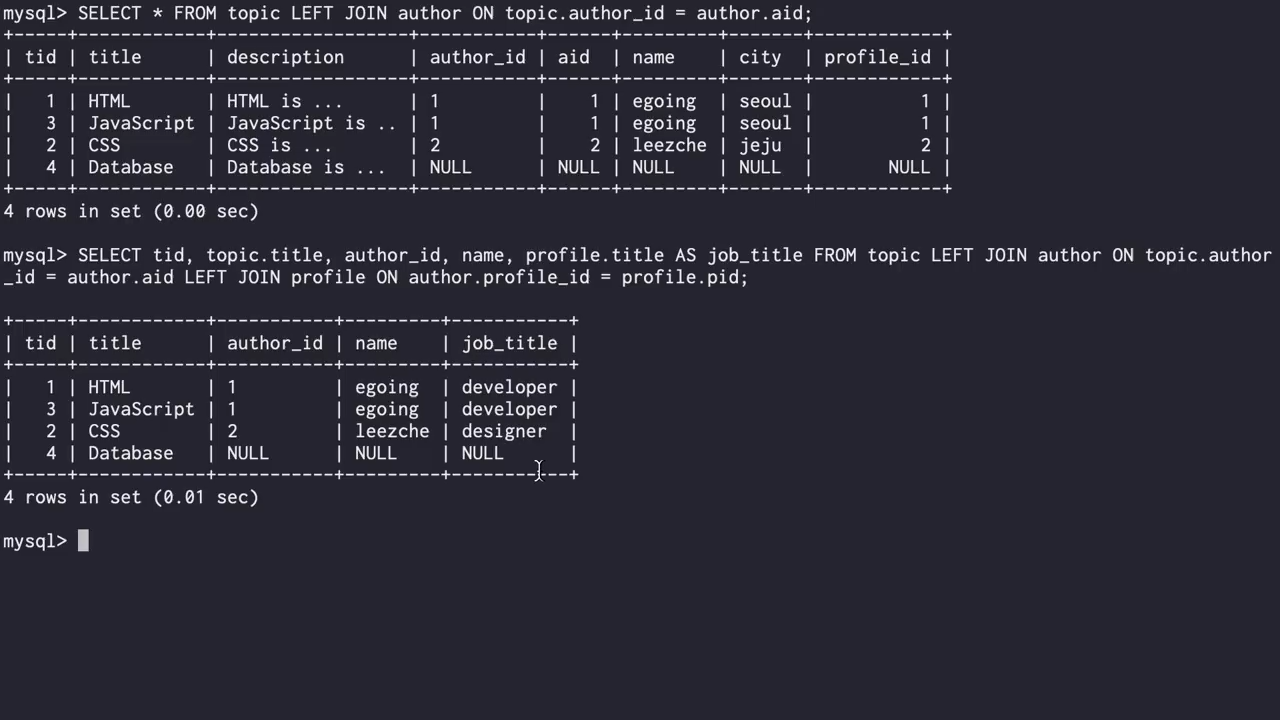 mysql> SELECT * FROM topic LEFT JOIN author ON topic.author_id = author.aid;
+-----+------------+------------------+-----------+------+---------+-------+------------+
| tid | title      | description      | author_id | aid  | name    | city  | profile_id |
+-----+------------+------------------+-----------+------+---------+-------+------------+
|   1 | HTML       | HTML is ...      | 1         |    1 | egoing  | seoul |          1 |
|   3 | JavaScript | JavaScript is .. | 1         |    1 | egoing  | seoul |          1 |
|   2 | CSS        | CSS is ...       | 2         |    2 | leezche | jeju  |          2 |
|   4 | Database   | Database is ...  | NULL      | NULL | NULL    | NULL  |       NULL |
+-----+------------+------------------+-----------+------+---------+-------+------------+
4 rows in set (0.00 sec)
mysql> SELECT tid, topic.title, author_id, name, profile.title AS job_title FROM topic LEFT JOIN author ON topic.author
_id = author.aid LEFT JOIN profile ON author.profile_id = profile.pid;
+-----+------------+-----------+---------+-----------+
| tid | title      | author_id | name    | job_title |
+-----+------------+-----------+---------+-----------+
|   1 | HTML       | 1         | egoing  | developer |
|   3 | JavaScript | 1         | egoing  | developer |
|   2 | CSS        | 2         | leezche | designer  |
|   4 | Database   | NULL      | NULL    | NULL      |
+-----+------------+-----------+---------+-----------+
4 rows in set (0.01 sec)
mysql>